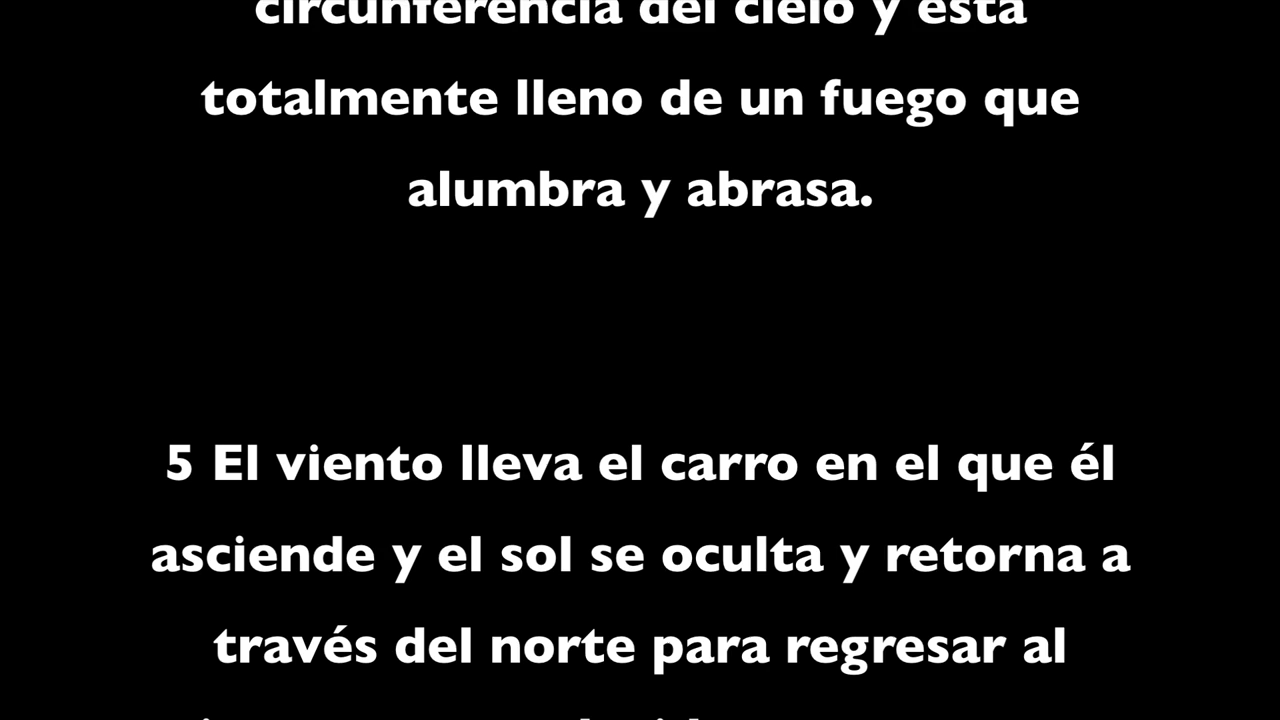 circunferencia del cielo y está
totalmente lleno de un fuego que
alumbra y abrasa.
5 El viento lleva el carro en el que él
asciende y el sol se oculta y retorna a
través del norte para regresar al